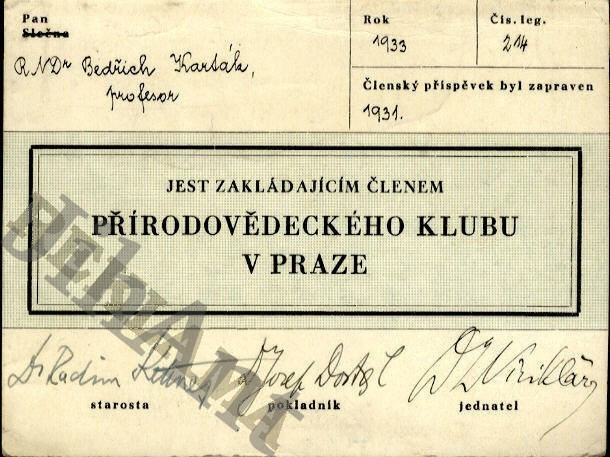 Pan
Slečna
RNDr Bedřich Karták,
profesor
Rok
1933
Čís. leg.
214
Členský příspěvek byl zapraven
1931.
JEST ZAKLÁDAJÍCÍM ČLENEM
PŘÍRODOVĚDECKÉHO KLUBU
V PRAZE
Dr Radim Kettner
Dr Josef Dostál
starosta
pokladník
jednatel